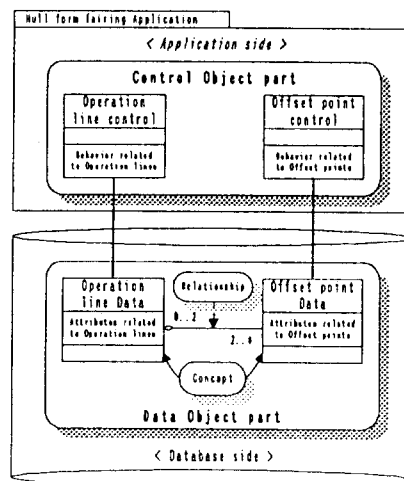 Hull form fairing Application
< Application side >
Control Object part
Operation
line control
Offset point
control
Behavior related
to Operation lines
Behavior related
to Offset points
Operation
line Data
Relationship
Offset point
Data
Attributes related
to Operation lines
0..2
Attributes related
to Offset points
2..*
Concept
Data Object part
< Database side >